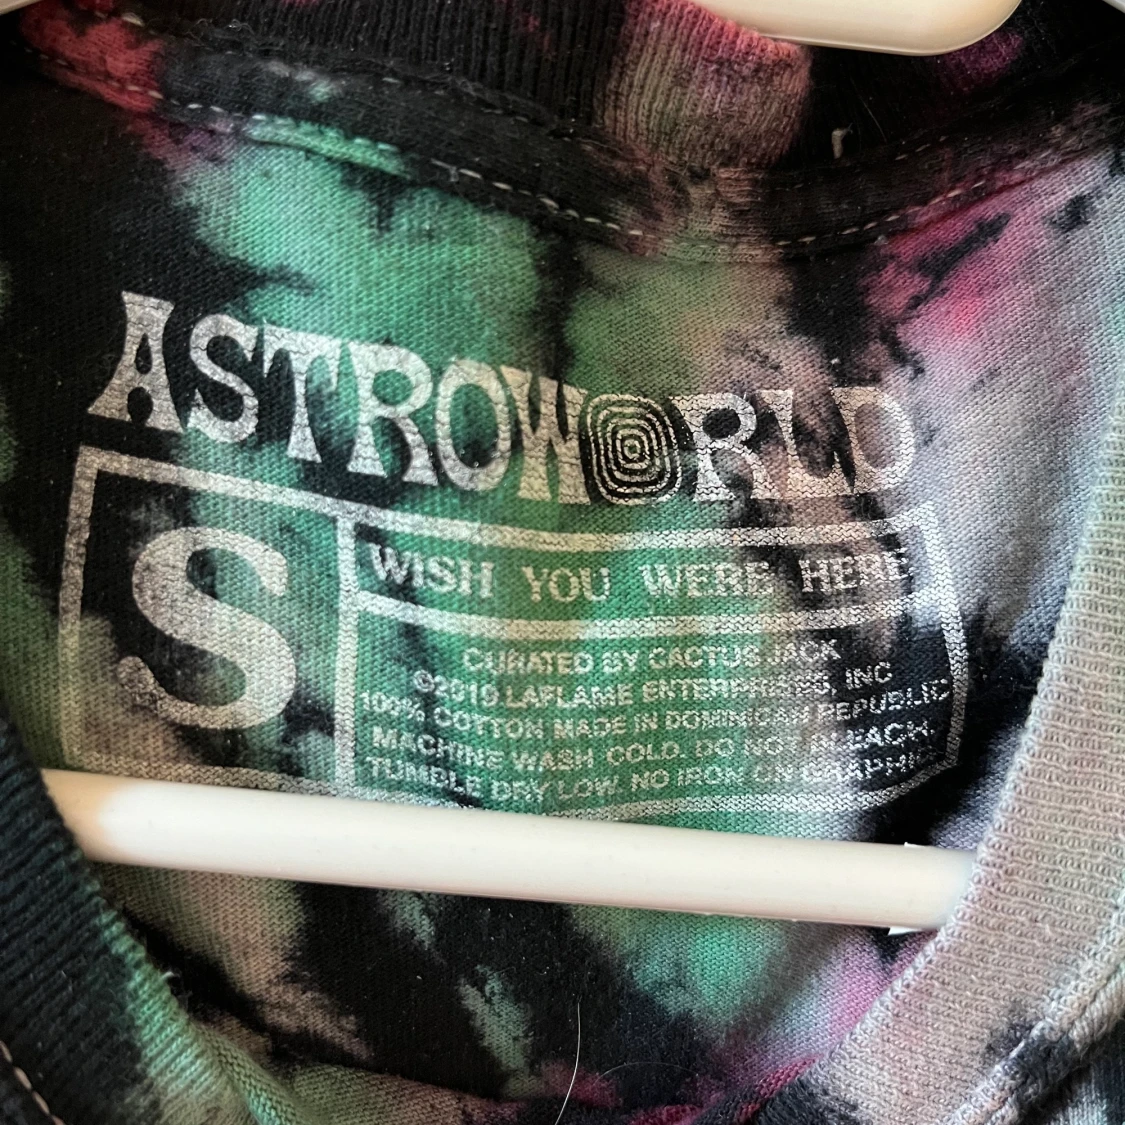 ASTROWORLD
S
WISH YOU WERE HERE
CURATED BY CACTUS JACK
©2019 LAFLAME ENTERPRISES, INC
100% COTTON MADE IN DOMINICAN REPUBLIC
MACHINE WASH COLD. DO NOT BLEACH.
TUMBLE DRY LOW. NO IRON ON GRAPHIC